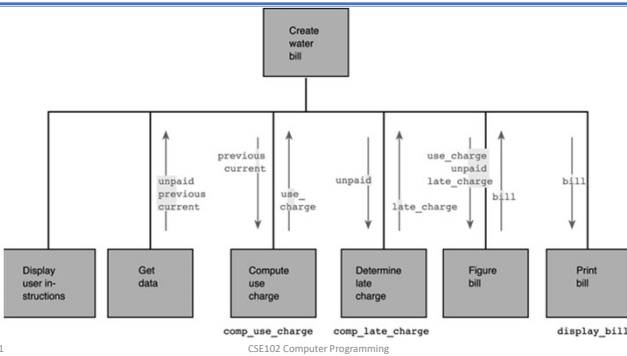 Create
water
bill
previous
current
use_charge
unpaid
late_charge
unpaid
previous
current
use_
charge
unpaid
late_charge
bill
bill
Display
user in-
structions
Get
data
Compute
use
charge
Determine
late
charge
Figure
bill
Print
bill
comp_use_charge
comp_late_charge
display_bill
1
CSE102 Computer Programming